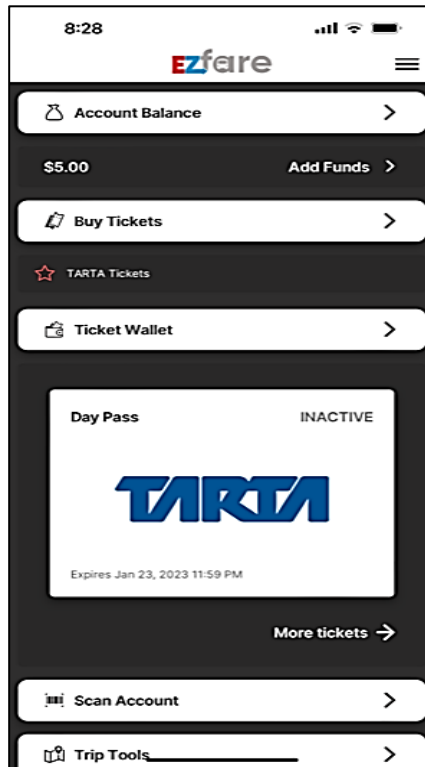 8:28
EZfare
Account Balance
$5.00 Add Funds
Buy Tickets
TARTA Tickets
Ticket Wallet
Day Pass INACTIVE
TARTA
Expires Jan 23, 2023 11:59 PM
More tickets
Scan Account
Trip Tools